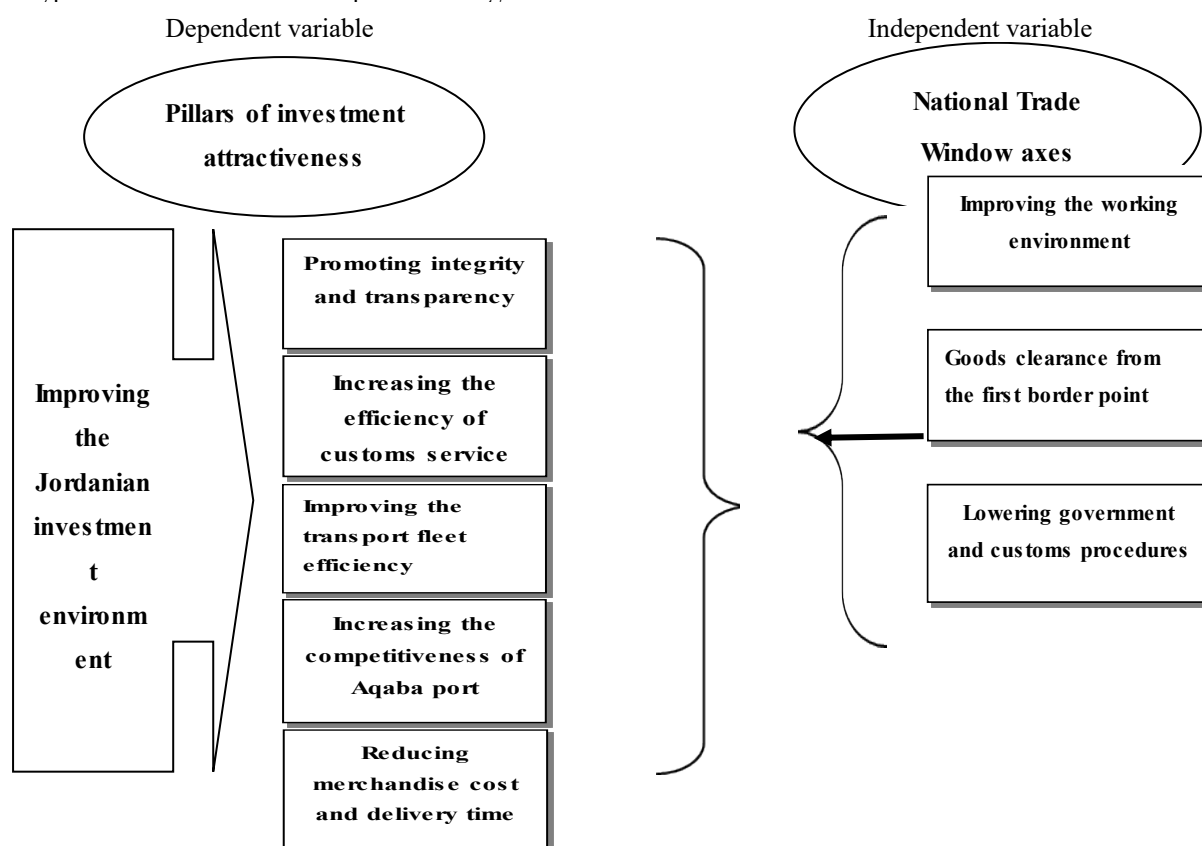 Dependent variable
Independent variable
Pillars of investment
attractiveness
National Trade
Window axes
Improving
the
Jordanian
investmen
t
environm
ent
Promoting integrity
and transparency
Increasing the
efficiency of
customs service
Improving the
transport fleet
efficiency
Increasing the
competitiveness of
Aqaba port
Reducing
merchandise cost
and delivery time
Improving the working
environment
Goods clearance from
the first border point
Lowering government
and customs procedures